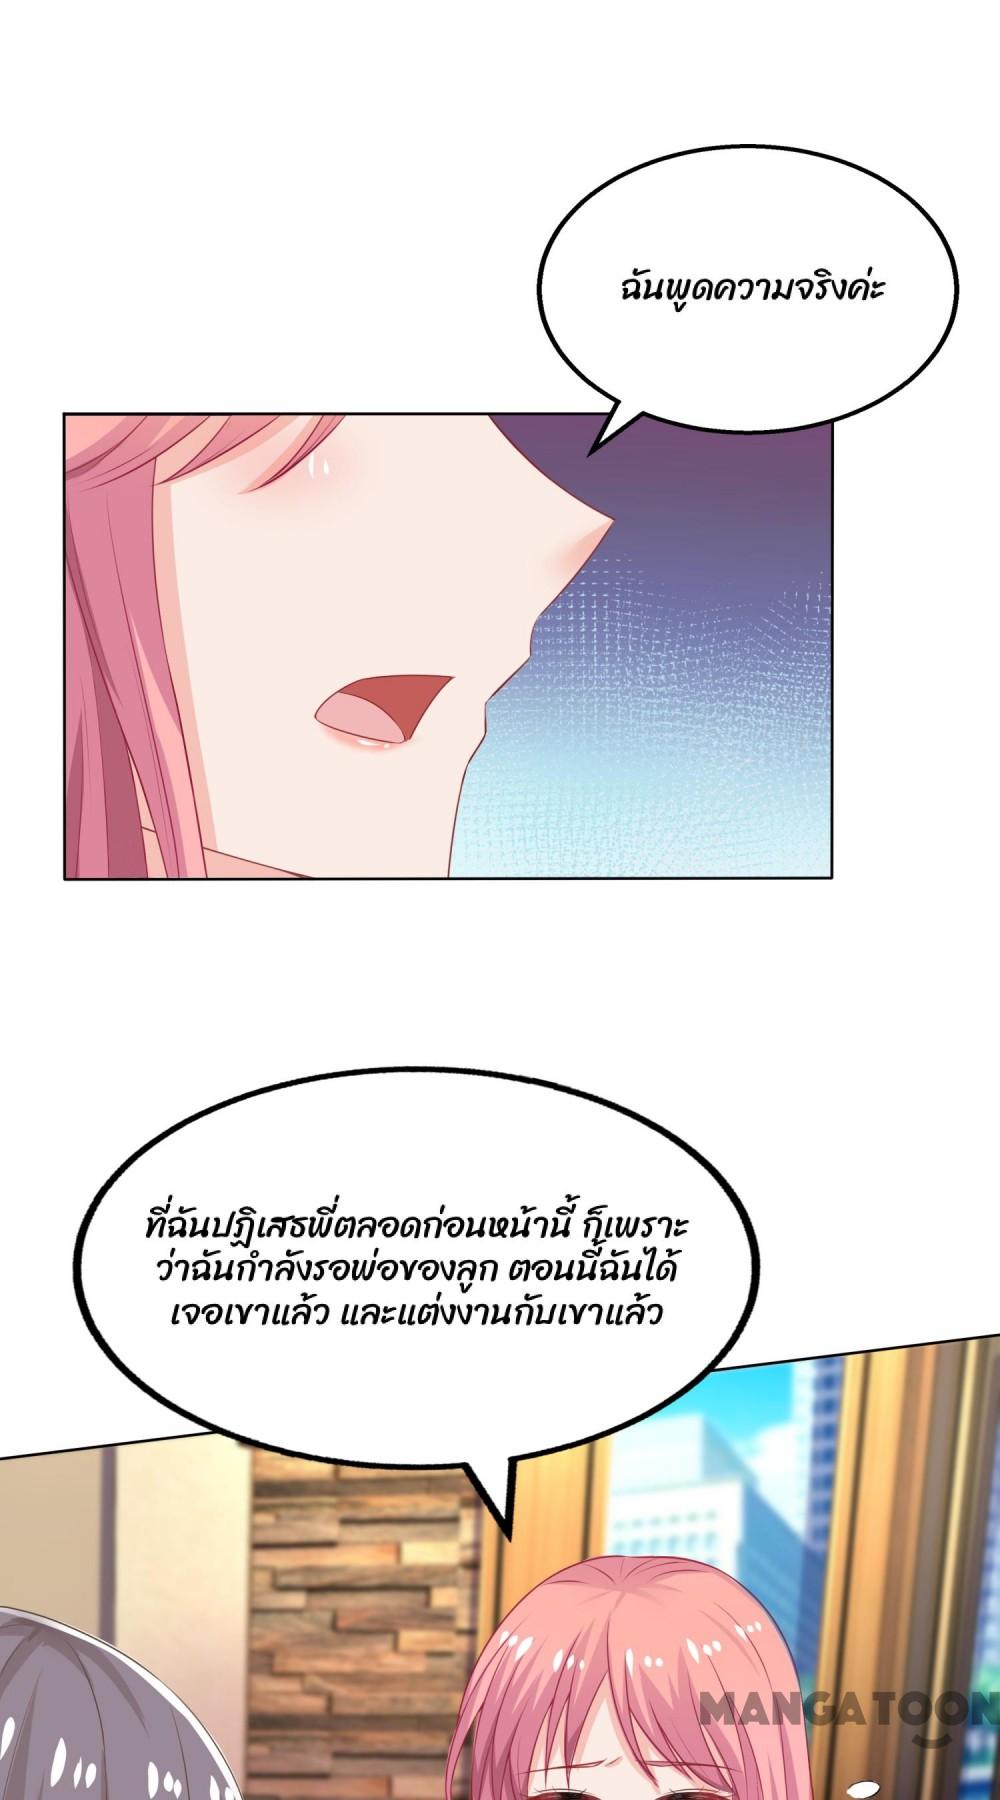 ฉันพูดความจริงค่ะ
ที่ฉันปฏิเสธพี่ตลอดก่อนหน้านี้ ก็เพราะ
ว่าฉันกำลังรอพ่อของลูก ตอนนี้ฉันได้
เจอเขาแล้ว และแต่งงานกับเขาแล้ว
MANGATOON